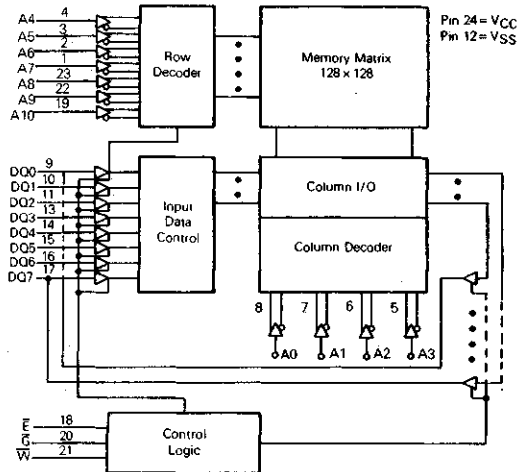 A4 4
A5 3
A6 2
A7 1
A8 23
A9 22
A10 19
Row
Decoder
Memory Matrix
128 x 128
Pin 24 = VCC
Pin 12 = VSS
DQ0 9
DQ1 10
DQ2 11
DQ3 13
DQ4 14
DQ5 15
DQ6 16
DQ7 17
Input
Data
Control
Column I/O
Column Decoder
8 7 6 5
A0 A1 A2 A3
E 18
G 20
W 21
Control
Logic